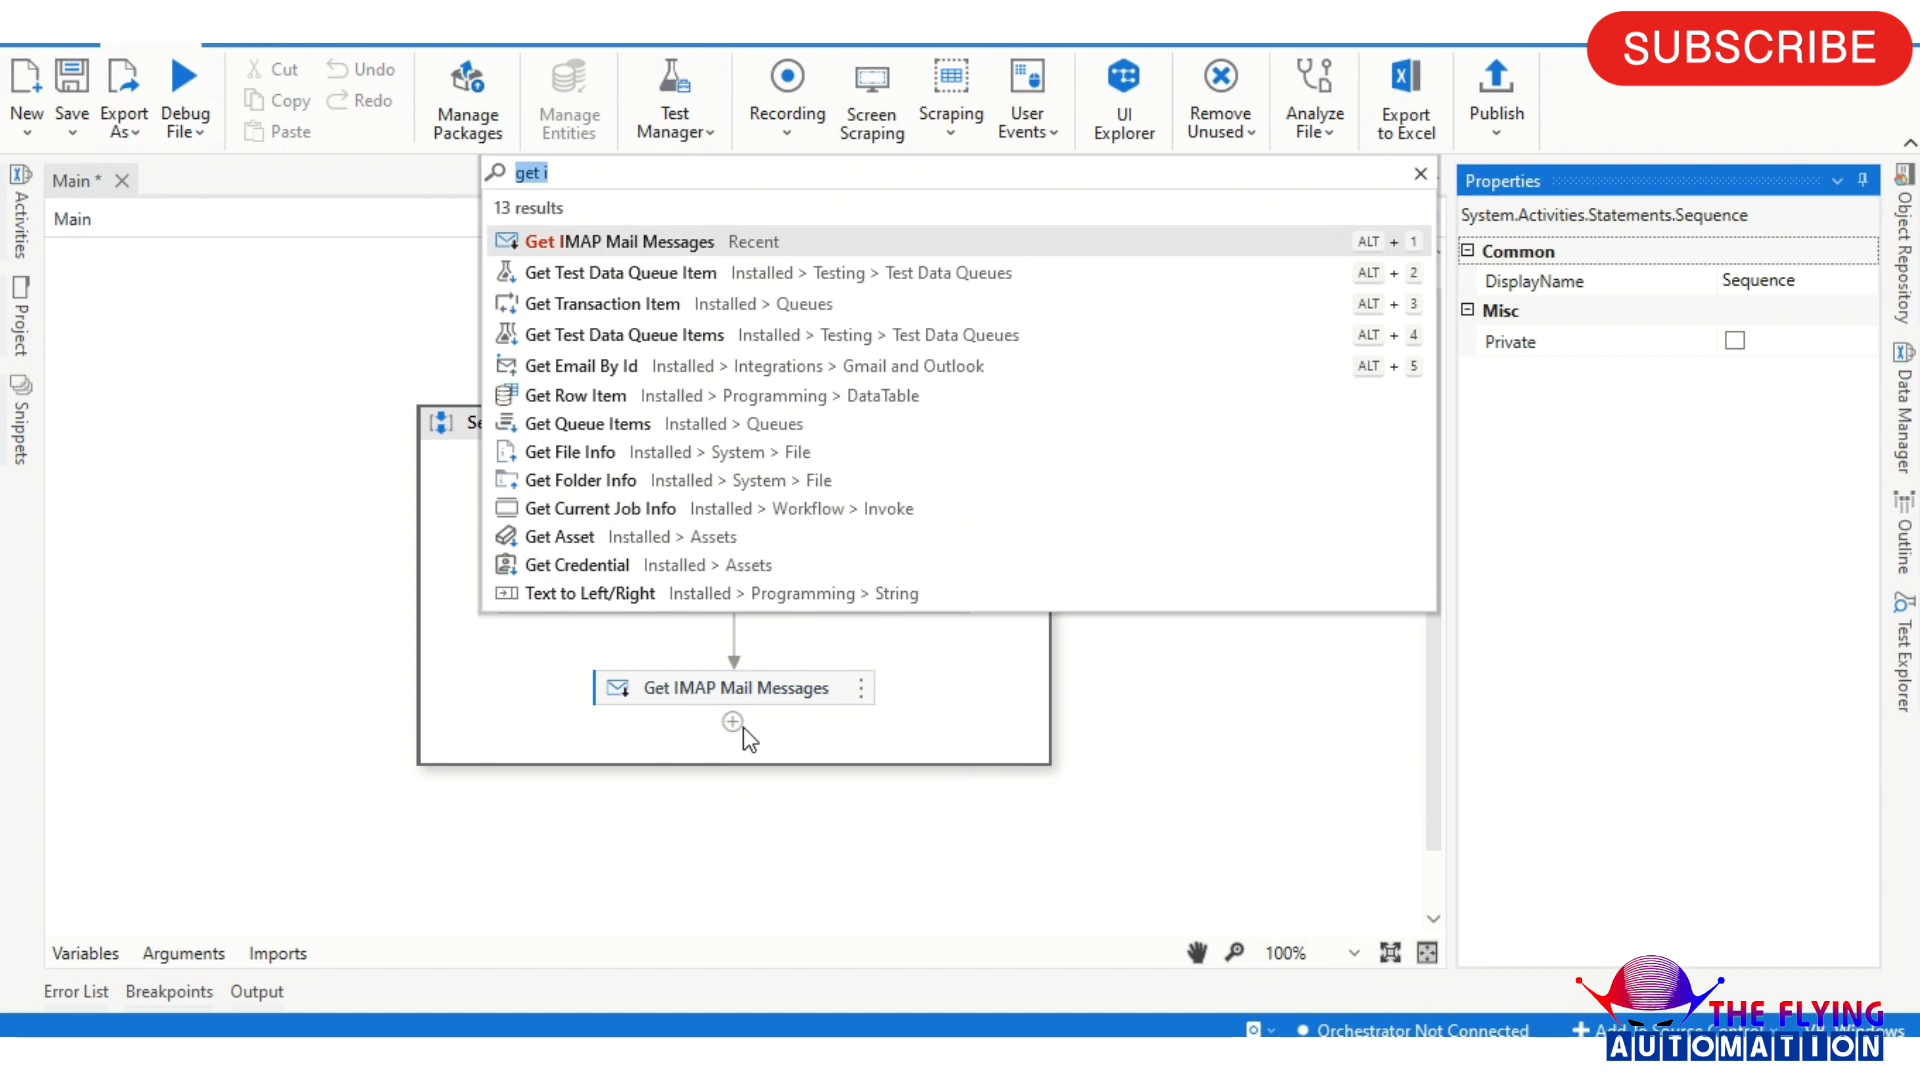 SUBSCRIBE
New
Save
Export As
Debug File
Cut
Copy
Paste
Undo
Redo
Manage Packages
Manage Entities
Test Manager
Recording
Screen Scraping
Scraping
User Events
UI Explorer
Remove Unused
Analyze File
Export to Excel
Publish
Activities
Project
Snippets
Main *
Main
get i
13 results
Get IMAP Mail Messages Recent ALT + 1
Get Test Data Queue Item Installed > Testing > Test Data Queues ALT + 2
Get Transaction Item Installed > Queues ALT + 3
Get Test Data Queue Items Installed > Testing > Test Data Queues ALT + 4
Get Email By Id Installed > Integrations > Gmail and Outlook ALT + 5
Get Row Item Installed > Programming > DataTable
Get Queue Items Installed > Queues
Get File Info Installed > System > File
Get Folder Info Installed > System > File
Get Current Job Info Installed > Workflow > Invoke
Get Asset Installed > Assets
Get Credential Installed > Assets
Text to Left/Right Installed > Programming > String
Get IMAP Mail Messages
Properties
System.Activities.Statements.Sequence
Common
DisplayName Sequence
Misc
Private
Object Repository
Data Manager
Outline
Test Explorer
Variables Arguments Imports
100%
Error List Breakpoints Output
Orchestrator Not Connected
Windows
THE FLYING
AUTOMATION